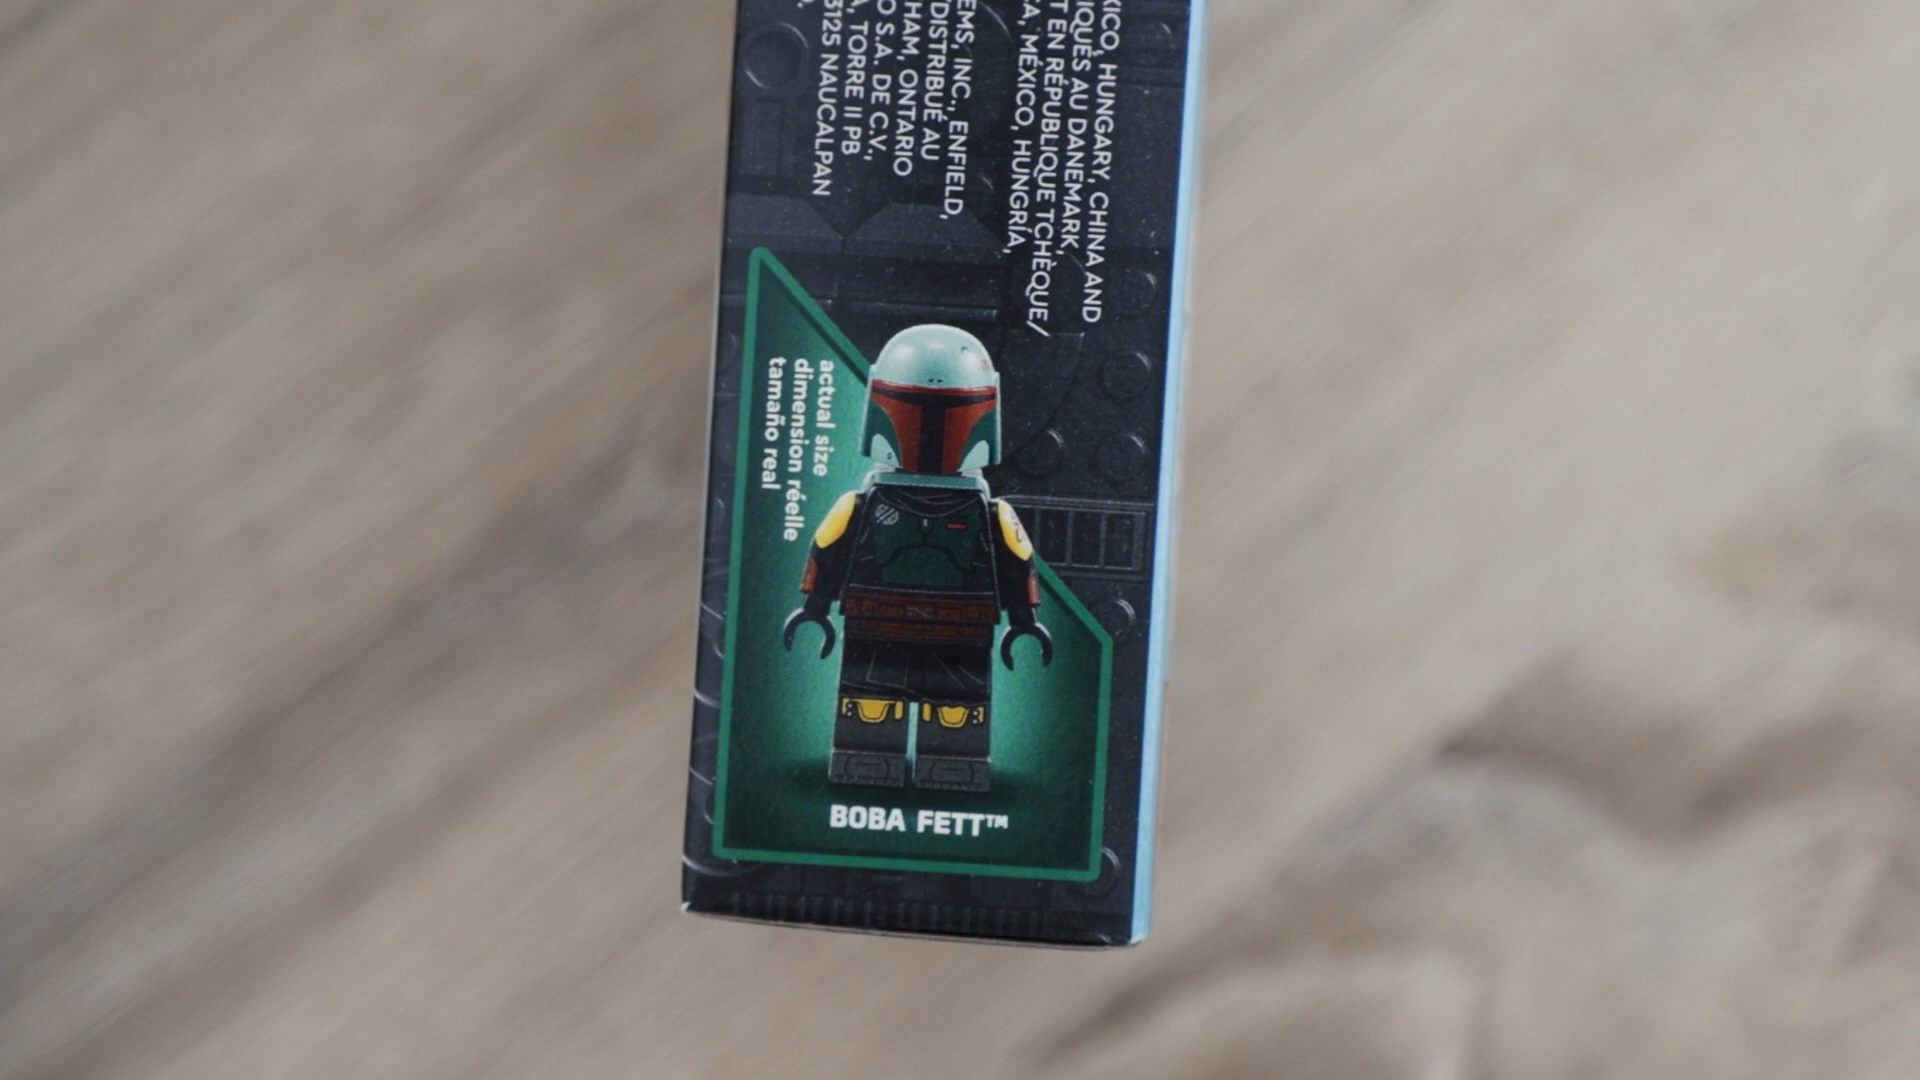 XICO, HUNGARY, CHINA AND
IQUÉS AU DANEMARK,
T EN RÉPUBLIQUE TCHÈQUE/
CA, MÉXICO, HUNGRÍA,
EMS, INC., ENFIELD,
DISTRIBUÉ AU
HAM, ONTARIO
O S.A. DE C.V.,
A, TORRE II PB
3125 NAUCALPAN
actual size
dimension réelle
tamaño real
BOBA FETT™